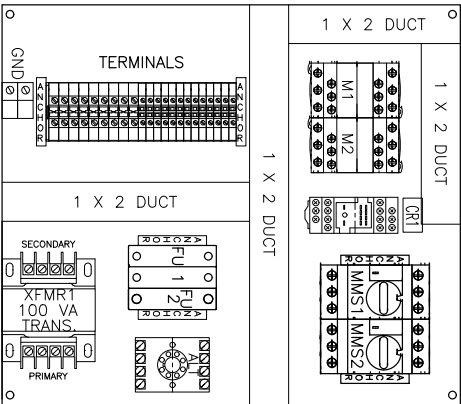 1 X 2 DUCT
GND
TERMINALS
ANCHOR
ANCHOR
M1
M2
1 X 2 DUCT
1 X 2 DUCT
1 X 2 DUCT
CR1
SECONDARY
XFMR1
100 VA
TRANS.
PRIMARY
ANCHOR
FU
1
FU
2
ANCHOR
ANCHOR
MMS1
MMS2
ANCHOR